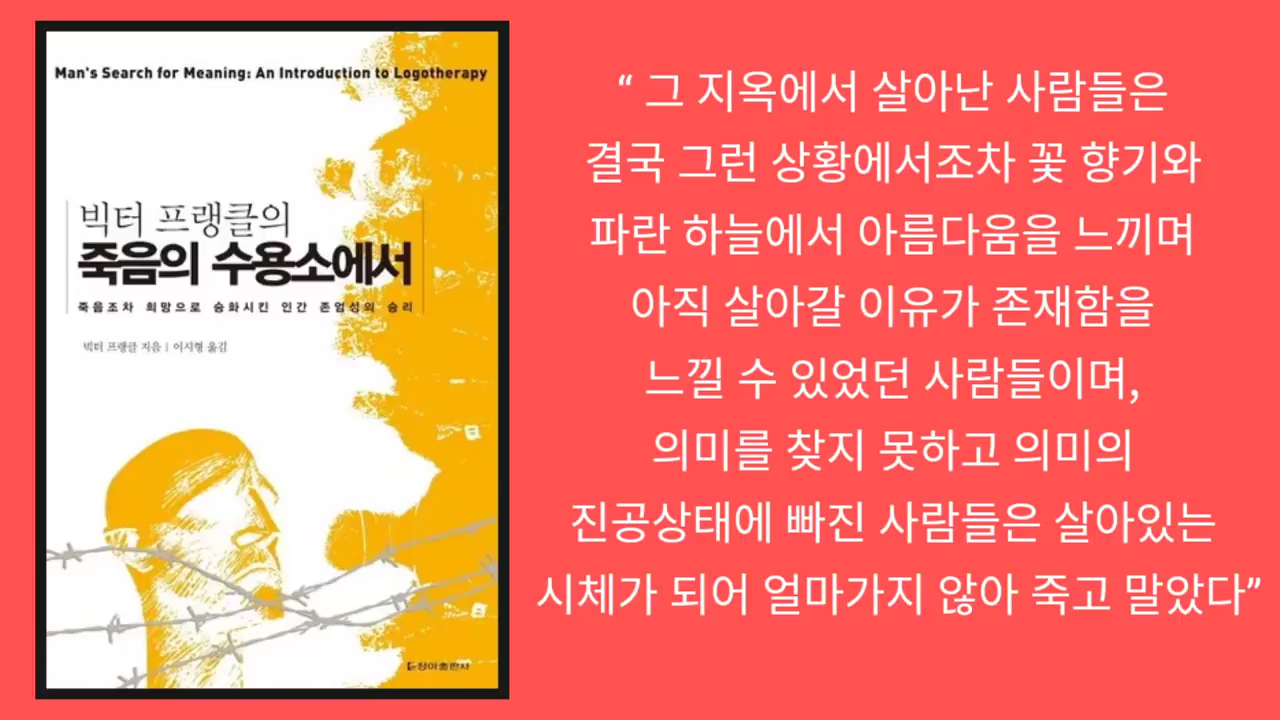 Man's Search for Meaning: An Introduction to Logotherapy
빅터 프랭클의
죽음의 수용소에서
죽음조차 희망으로 승화시킨 인간 존엄성의 승리
빅터 프랭클 지음 | 이시형 옮김
청아출판사
“ 그 지옥에서 살아난 사람들은
결국 그런 상황에서조차 꽃 향기와
파란 하늘에서 아름다움을 느끼며
아직 살아갈 이유가 존재함을
느낄 수 있었던 사람들이며,
의미를 찾지 못하고 의미의
진공상태에 빠진 사람들은 살아있는
시체가 되어 얼마가지 않아 죽고 말았다”